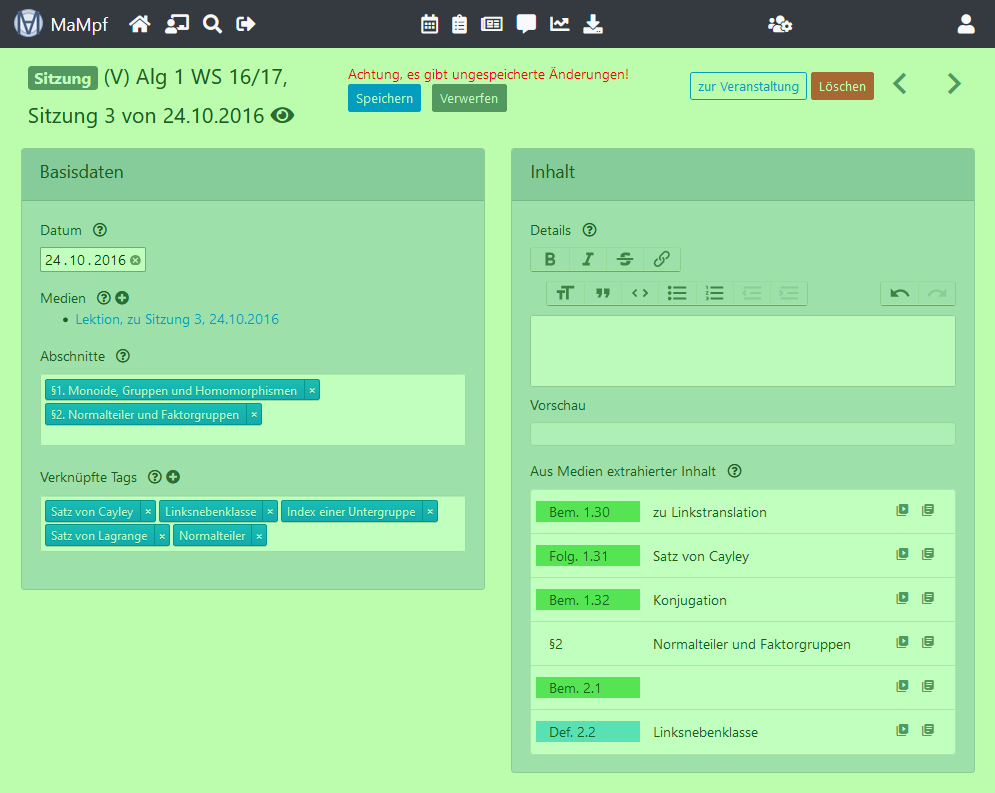 MaMpf
Sitzung (V) Alg 1 WS 16/17,
Sitzung 3 von 24.10.2016
Achtung, es gibt ungespeicherte Änderungen!
Speichern Verwerfen
zur Veranstaltung Löschen
Basisdaten
Datum
24.10.2016
Medien
Lektion, zu Sitzung 3, 24.10.2016
Abschnitte
§1. Monoide, Gruppen und Homomorphismen ×
§2. Normalteiler und Faktorgruppen ×
Verknüpfte Tags
Satz von Cayley × Linksnebenklasse × Index einer Untergruppe ×
Satz von Lagrange × Normalteiler ×
Inhalt
Details
Vorschau
Aus Medien extrahierter Inhalt
Bem. 1.30 zu Linkstranslation
Folg. 1.31 Satz von Cayley
Bem. 1.32 Konjugation
§2 Normalteiler und Faktorgruppen
Bem. 2.1
Def. 2.2 Linksnebenklasse